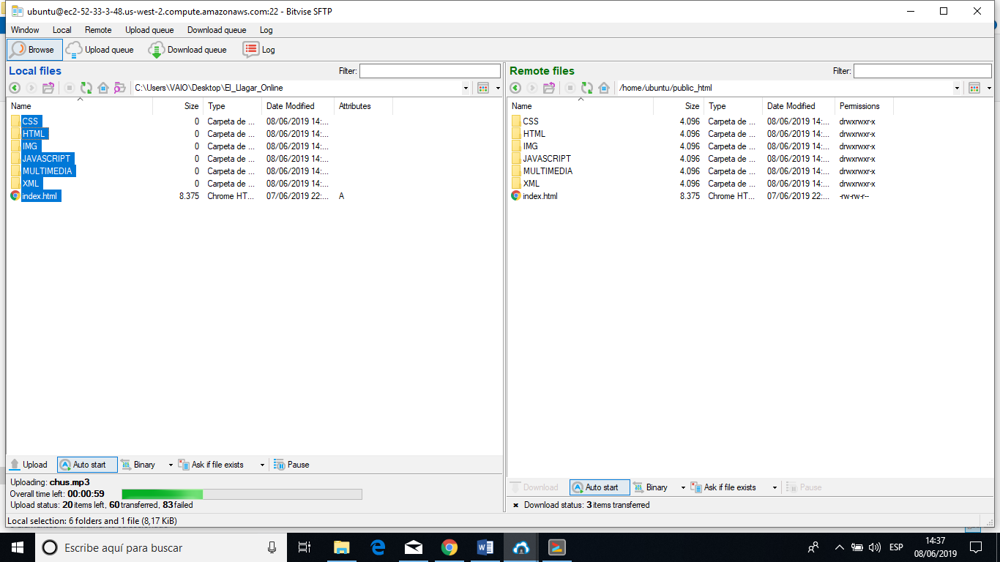 ubuntu@ec2-52-33-3-48.us-west-2.compute.amazonaws.com:22 - Bitvise SFTP
Window Local Remote Upload queue Download queue Log
Browse Upload queue Download queue Log
Local files Filter:
C:\Users\VAIO\Desktop\El_Llagar_Online
Name Size Type Date Modified Attributes
CSS 0 Carpeta de ... 08/06/2019 14:...
HTML 0 Carpeta de ... 08/06/2019 14:...
IMG 0 Carpeta de ... 08/06/2019 14:...
JAVASCRIPT 0 Carpeta de ... 08/06/2019 14:...
MULTIMEDIA 0 Carpeta de ... 08/06/2019 14:...
XML 0 Carpeta de ... 08/06/2019 14:...
index.html 8.375 Chrome HT... 07/06/2019 22:... A
Upload Auto start Binary Ask if file exists Pause
Uploading: chus.mp3
Overall time left: 00:00:59
Upload status: 20 items left, 60 transferred, 83 failed
Remote files Filter:
/home/ubuntu/public_html
Name Size Type Date Modified Permissions
CSS 4.096 Carpeta de ... 08/06/2019 14:... drwxrwxr-x
HTML 4.096 Carpeta de ... 08/06/2019 14:... drwxrwxr-x
IMG 4.096 Carpeta de ... 08/06/2019 14:... drwxrwxr-x
JAVASCRIPT 4.096 Carpeta de ... 08/06/2019 14:... drwxrwxr-x
MULTIMEDIA 4.096 Carpeta de ... 08/06/2019 14:... drwxrwxr-x
XML 4.096 Carpeta de ... 08/06/2019 14:... drwxrwxr-x
index.html 8.375 Chrome HT... 07/06/2019 22:... -rw-rw-r--
Download Auto start Binary Ask if file exists Pause
Download status: 3 items transferred
Local selection: 6 folders and 1 file (8,17 KiB)
Escribe aquí para buscar
ESP
14:37
08/06/2019